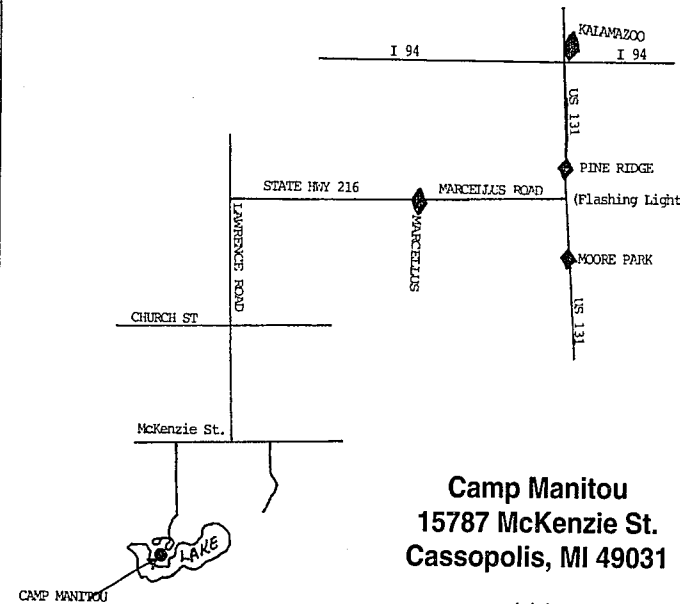 KALAMAZOO
I 94
I 94
US 131
PINE RIDGE
STATE HWY 216
MARCELLUS ROAD
(Flashing Light
MARCELLUS
LAWRENCE ROAD
MOORE PARK
US 131
CHURCH ST
McKenzie St.
LAKE
CAMP MANITOU
Camp Manitou
15787 McKenzie St.
Cassopolis, MI 49031